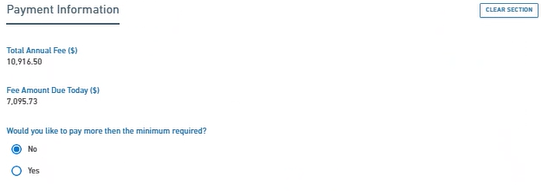 Payment Information
CLEAR SECTION
Total Annual Fee ($)
10,916.50
Fee Amount Due Today ($)
7,095.73
Would you like to pay more then the minimum required?
No
Yes